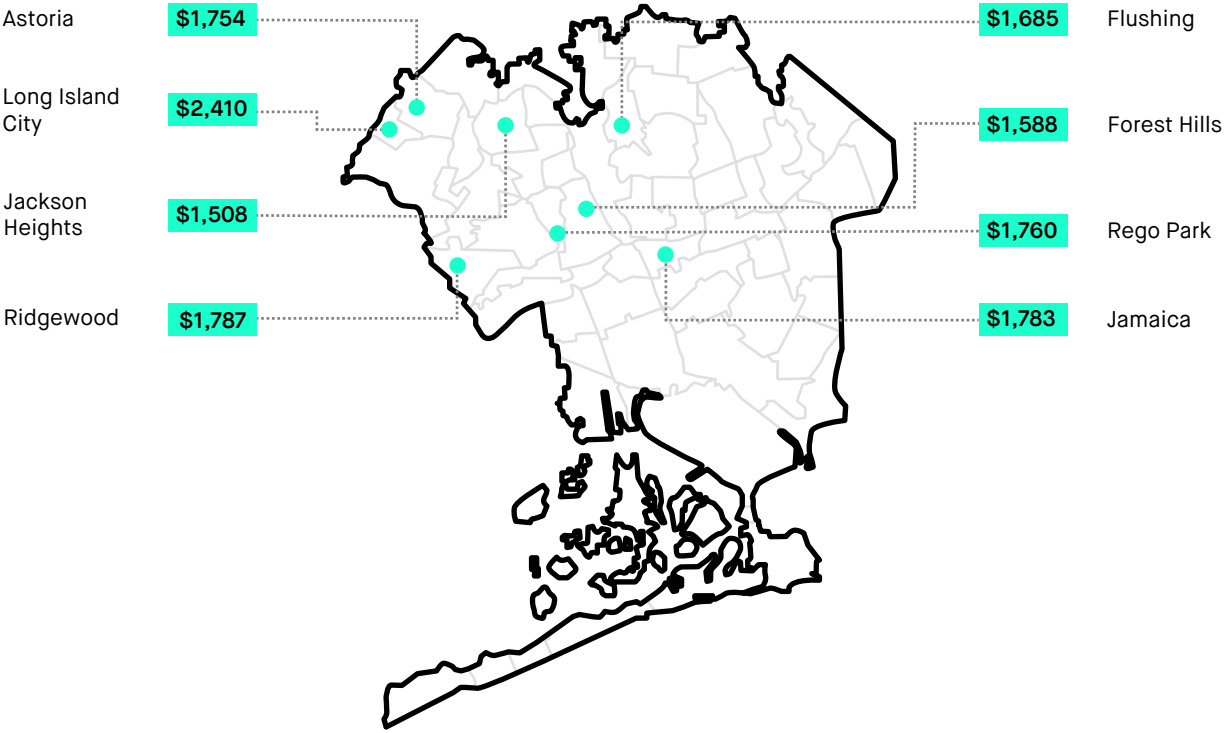 Astoria
$1,754
Long Island
City
$2,410
Jackson
Heights
$1,508
Ridgewood
$1,787
$1,685
Flushing
$1,588
Forest Hills
$1,760
Rego Park
$1,783
Jamaica